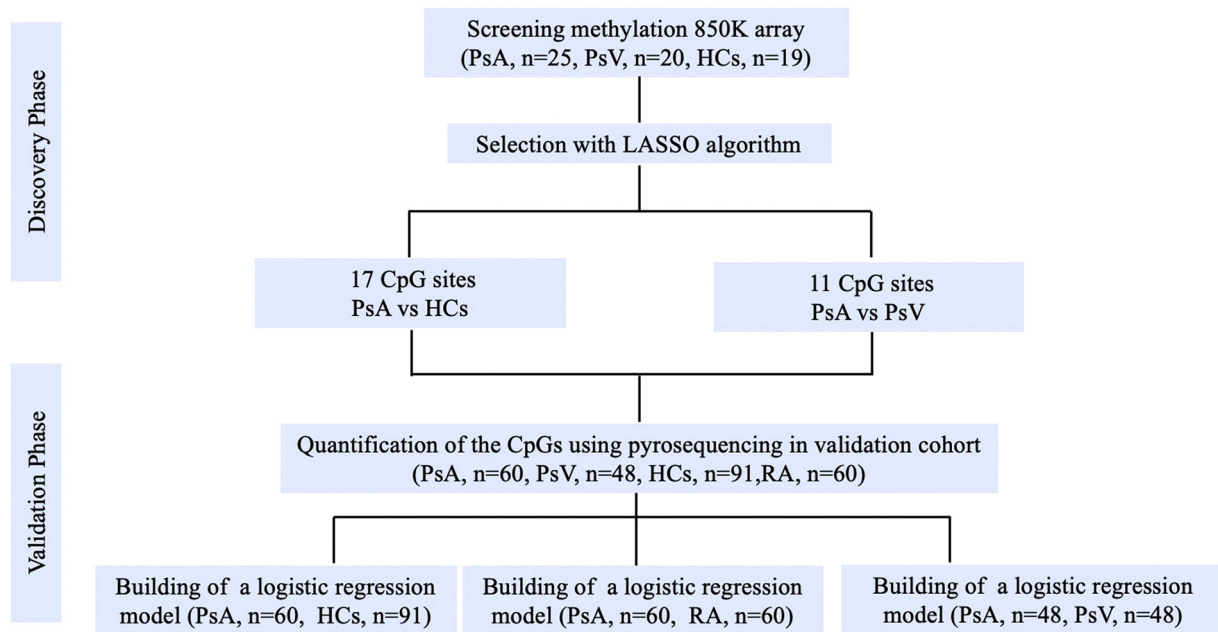 Discovery Phase
Screening methylation 850K array
(PsA, n=25, PsV, n=20, HCs, n=19)
Selection with LASSO algorithm
17 CpG sites
PsA vs HCs
11 CpG sites
PsA vs PsV
Validation Phase
Quantification of the CpGs using pyrosequencing in validation cohort
(PsA, n=60, PsV, n=48, HCs, n=91,RA, n=60)
Building of a logistic regression
model (PsA, n=60, HCs, n=91)
Building of a logistic regression
model (PsA, n=60, RA, n=60)
Building of a logistic regression
model (PsA, n=48, PsV, n=48)